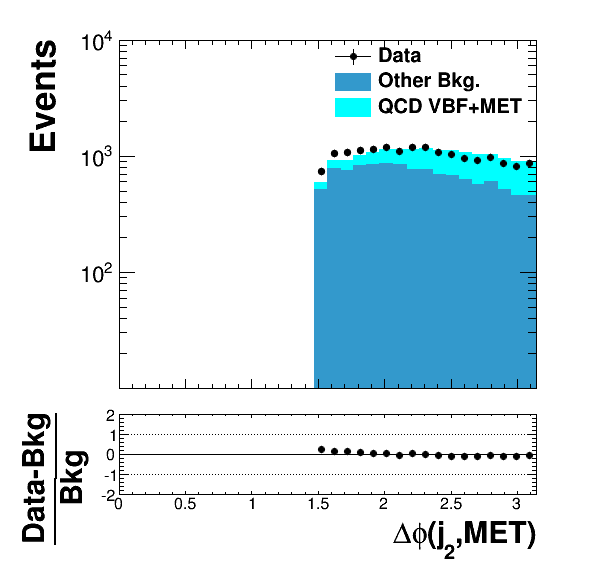 10^4
Events
Data
Other Bkg.
QCD VBF+MET
10^3
10^2
Data-Bkg
Bkg
2
1
0
-1
-2
0 0.5 1 1.5 2 2.5 3
Δϕ(j_2,MET)